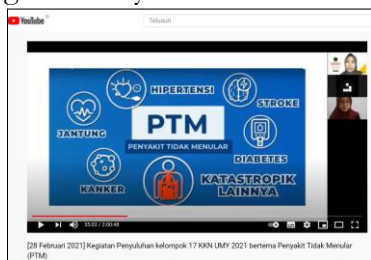 YouTube
Telusuri
HIPERTENSI
STROKE
JANTUNG
PTM
PENYAKIT TIDAK MENULAR
DIABETES
KANKER
KATASTROPIK
LAINNYA
[28 Februari 2021] Kegiatan Penyuluhan kelompok 17 KKN UMY 2021 bertema Penyakit Tidak Menular
(PTM)